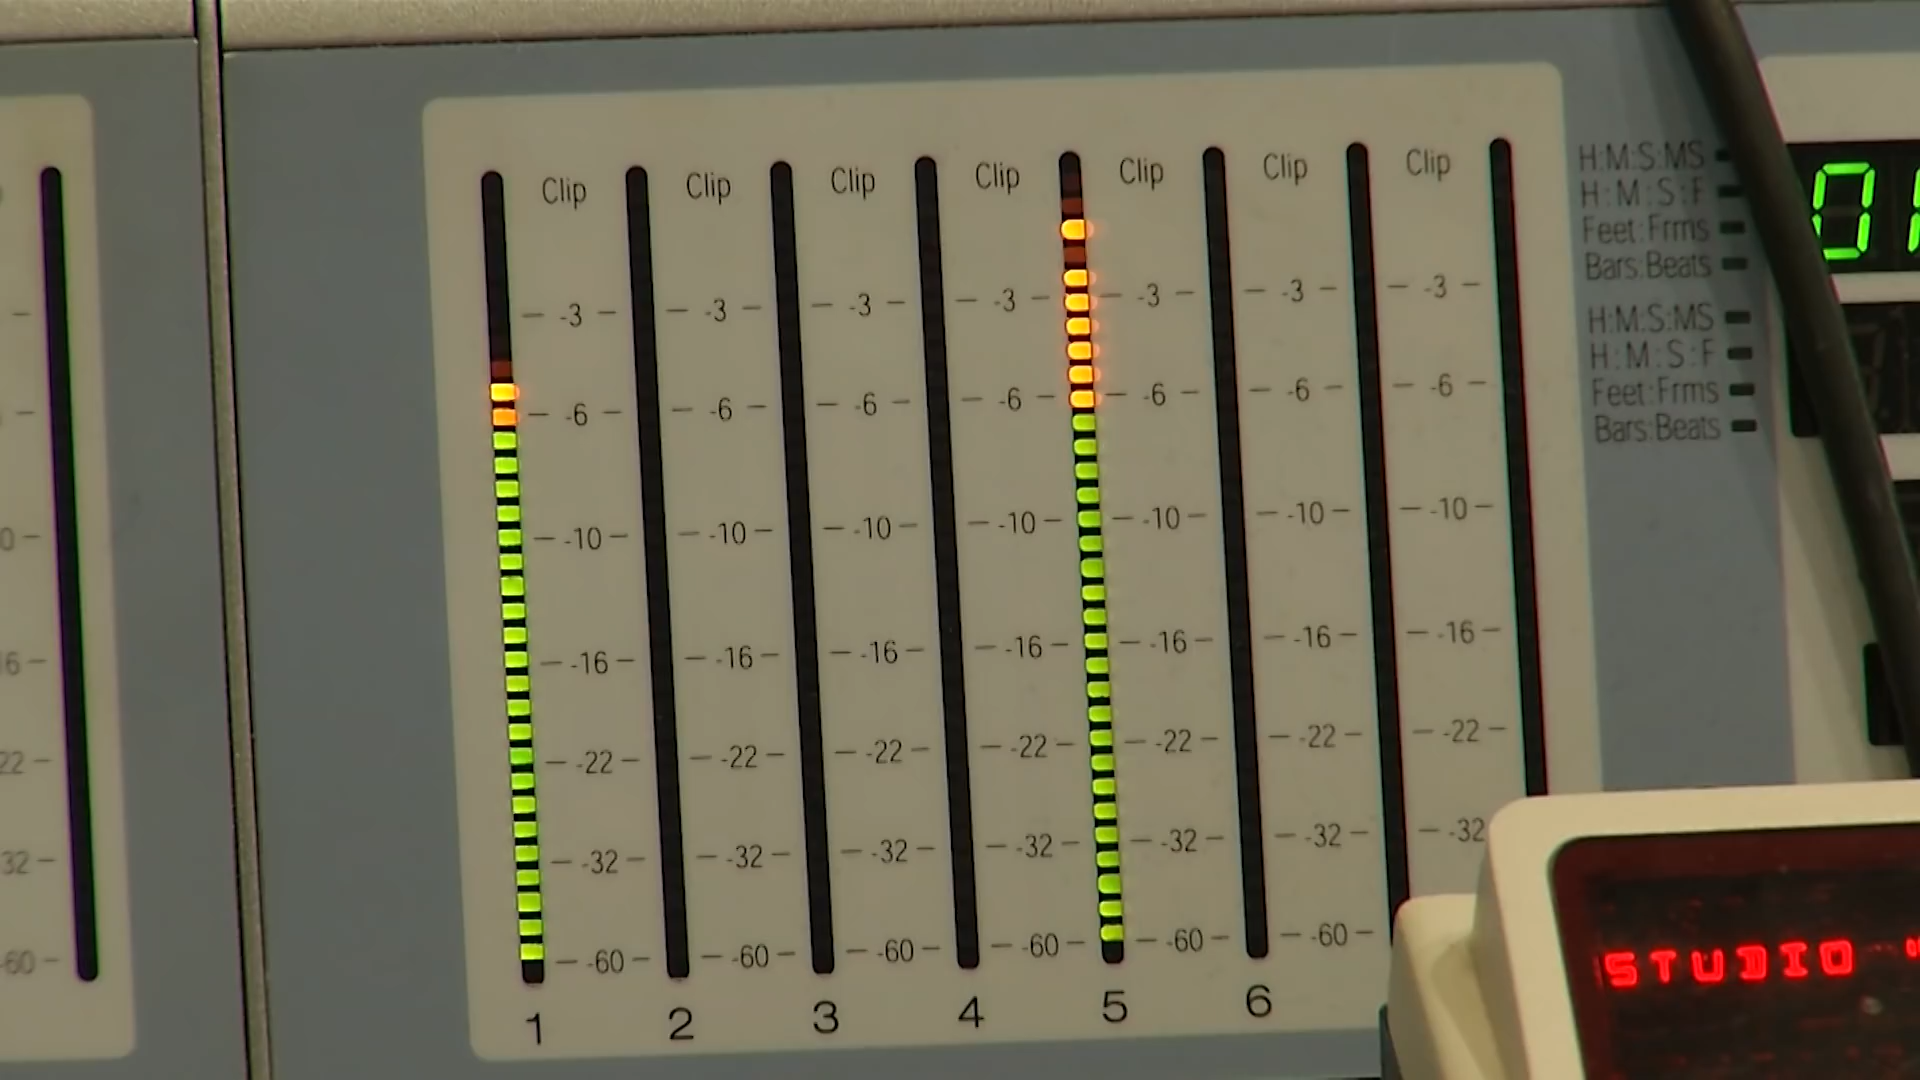 Clip Clip Clip Clip Clip Clip Clip
-3 -3 -3 -3 -3 -3 -3
-6 -6 -6 -6 -6 -6 -6
-10 -10 -10 -10 -10 -10 -10
-16 -16 -16 -16 -16 -16 -16
-22 -22 -22 -22 -22 -22 -22
-32 -32 -32 -32 -32 -32 -32
-60 -60 -60 -60 -60 -60
1 2 3 4 5 6
H:M:S:MS
H:M:S:F
Feet:Frms
Bars:Beats
H:M:S:MS
H:M:S:F
Feet:Frms
Bars:Beats
STUDIO "